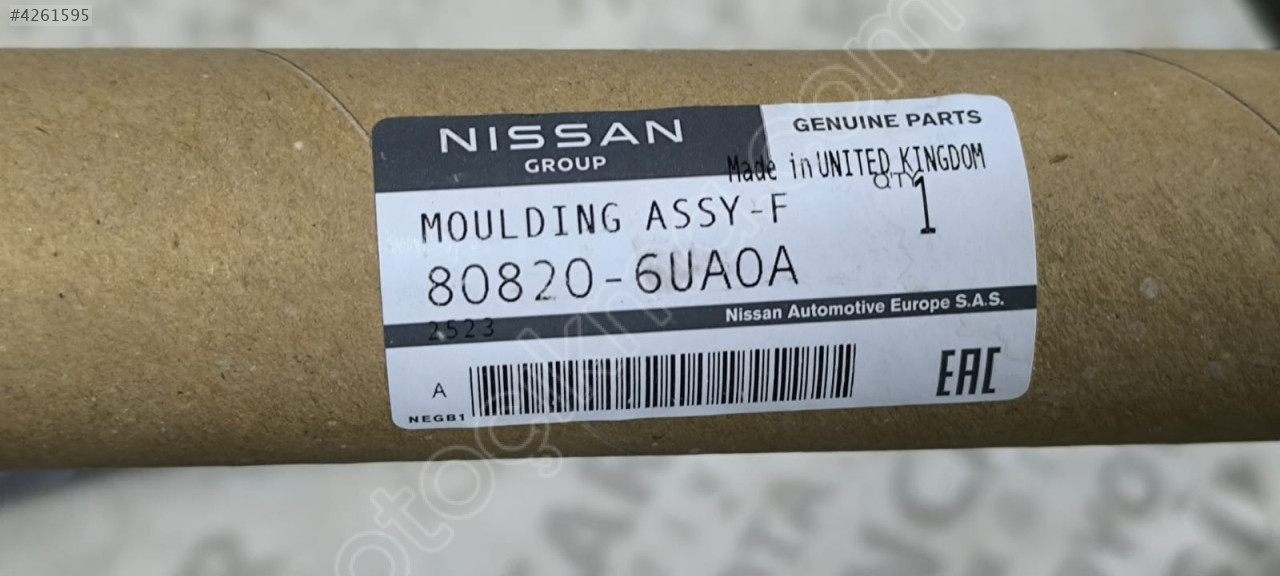 #4261595
NISSAN
GROUP
GENUINE PARTS
Made in UNITED KINGDOM
QTY
1
MOULDING ASSY-F
80820-6UA0A
Nissan Automotive Europe S.A.S.
2523
A
NEGB1
EAC